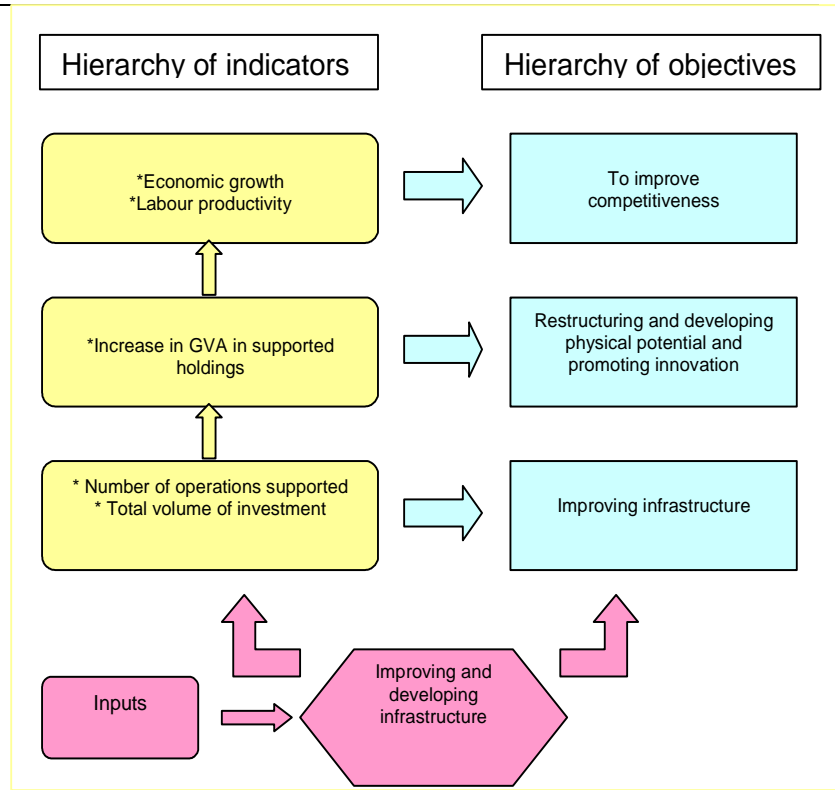 Hierarchy of indicators
Hierarchy of objectives
*Economic growth
*Labour productivity
To improve
competitiveness
*Increase in GVA in supported
holdings
Restructuring and developing
physical potential and
promoting innovation
* Number of operations supported
* Total volume of investment
Improving infrastructure
Inputs
Improving and
developing
infrastructure